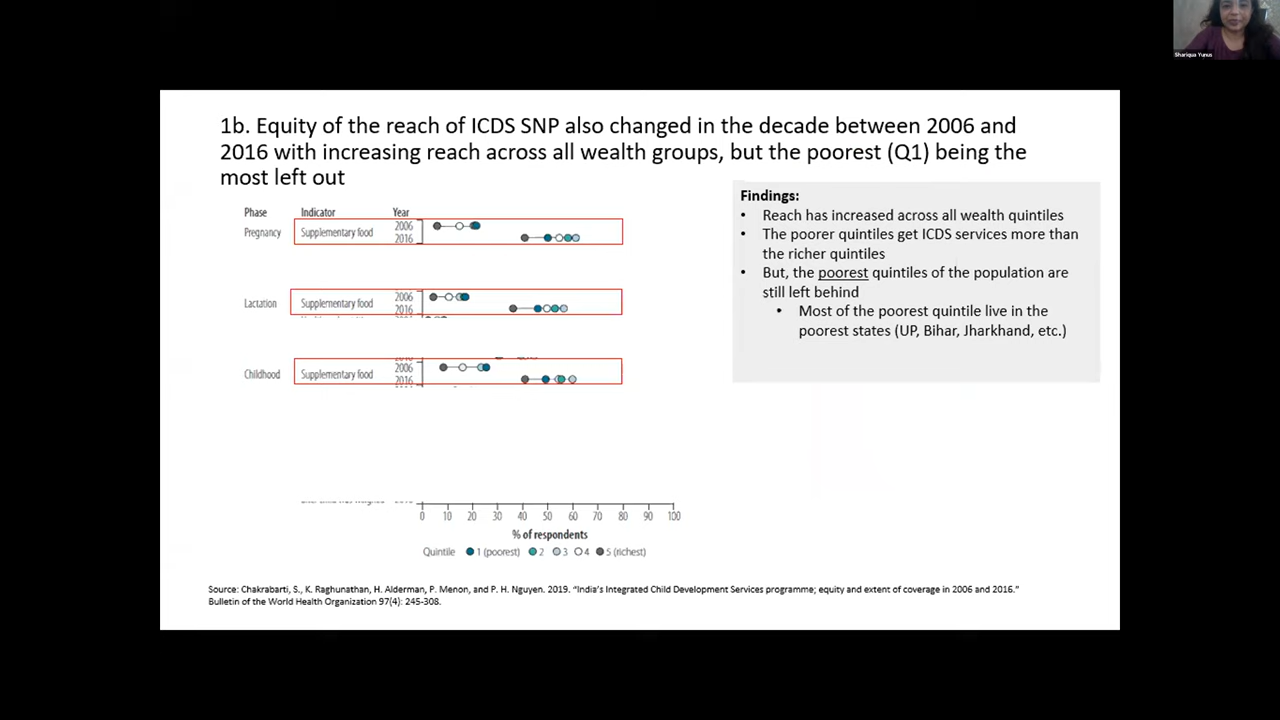 Shariqua Yunus
1b. Equity of the reach of ICDS SNP also changed in the decade between 2006 and
2016 with increasing reach across all wealth groups, but the poorest (Q1) being the
most left out
Phase Indicator Year
Pregnancy Supplementary food 2006
2016
Lactation Supplementary food 2006
2016
Childhood Supplementary food 2006
2016
0 10 20 30 40 50 60 70 80 90 100
% of respondents
Quintile 1 (poorest) 2 3 4 5 (richest)
Findings:
• Reach has increased across all wealth quintiles
• The poorer quintiles get ICDS services more than
the richer quintiles
• But, the poorest quintiles of the population are
still left behind
• Most of the poorest quintile live in the
poorest states (UP, Bihar, Jharkhand, etc.)
Source: Chakrabarti, S., K. Raghunathan, H. Alderman, P. Menon, and P. H. Nguyen. 2019. “India’s Integrated Child Development Services programme; equity and extent of coverage in 2006 and 2016.”
Bulletin of the World Health Organization 97(4): 245-308.